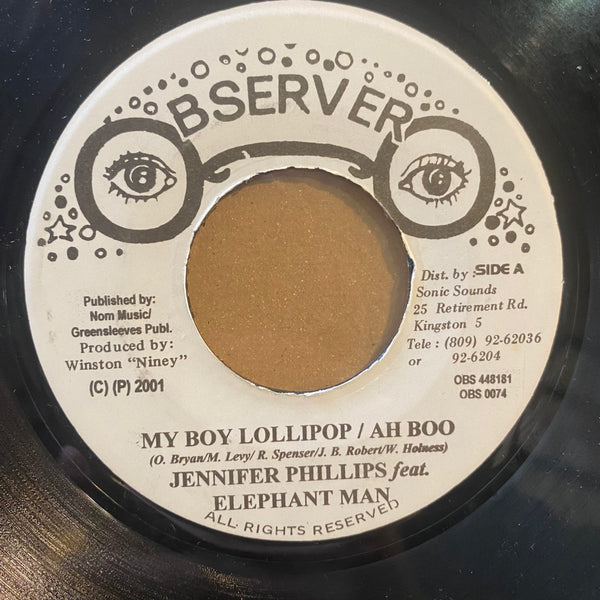 OBSERVER
Published by:
Nom Music/
Greensleeves Publ.
Produced by:
Winston "Niney"
(C) (P) 2001
Dist. by :SIDE A
Sonic Sounds
25 Retirement Rd.
Kingston 5
Tele : (809) 92-62036
or 92-6204
OBS 448181
OBS 0074
MY BOY LOLLIPOP / AH BOO
(O. Bryan/M. Levy/ R. Spenser/J. B. Robert/W. Holness)
JENNIFER PHILLIPS feat.
ELEPHANT MAN
ALL RIGHTS RESERVED